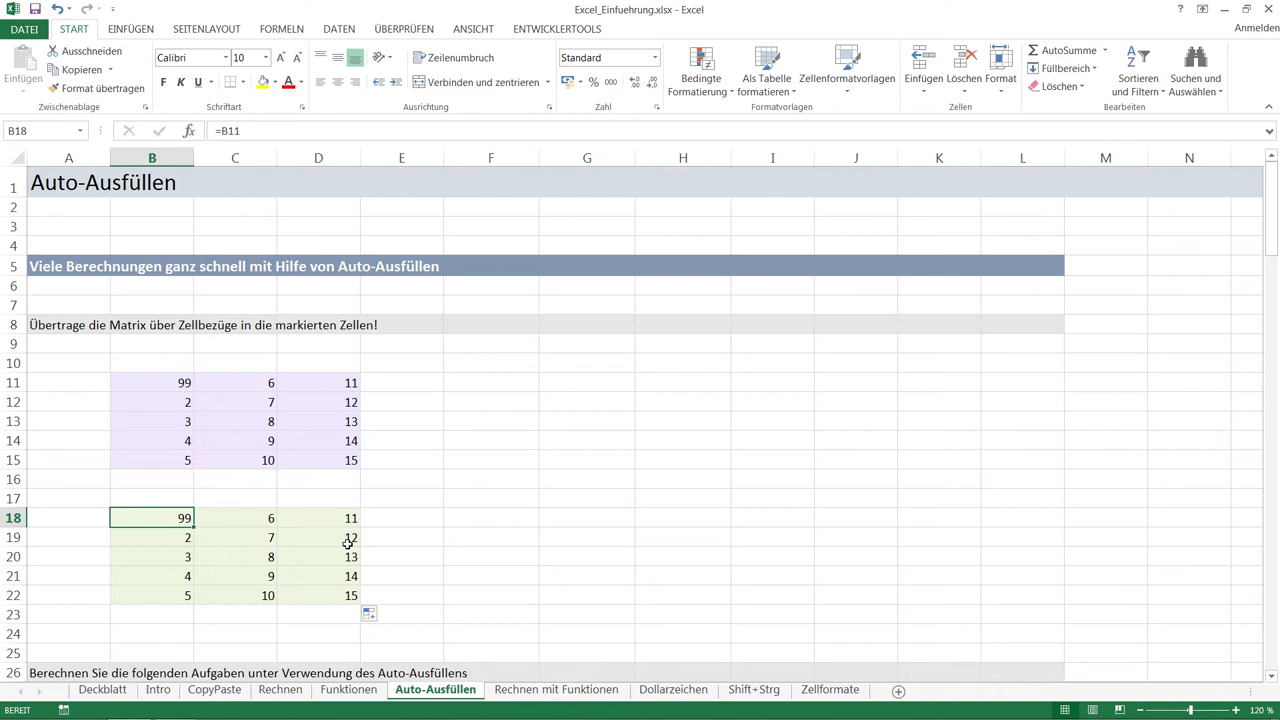 Excel_Einfuehrung.xlsx - Excel
?
DATEI START EINFÜGEN SEITENLAYOUT FORMELN DATEN ÜBERPRÜFEN ANSICHT ENTWICKLERTOOLS
Anmelden
Einfügen
Ausschneiden
Kopieren
Format übertragen
Zwischenablage
Calibri 10
F K U
Schriftart
Zeilenumbruch
Verbinden und zentrieren
Ausrichtung
Standard
% 000
Zahl
Bedingte Formatierung
Als Tabelle formatieren
Zellenformatvorlagen
Formatvorlagen
Einfügen Löschen Format
Zellen
AutoSumme
Füllbereich
Löschen
Sortieren und Filtern
Suchen und Auswählen
Bearbeiten
B18 fx =B11
A B C D E F G H I J K L M N
1 Auto-Ausfüllen
2
3
4
5 Viele Berechnungen ganz schnell mit Hilfe von Auto-Ausfüllen
6
7
8 Übertrage die Matrix über Zellbezüge in die markierten Zellen!
9
10
11 99 6 11
12 2 7 12
13 3 8 13
14 4 9 14
15 5 10 15
16
17
18 99 6 11
19 2 7 12
20 3 8 13
21 4 9 14
22 5 10 15
23
24
25
26 Berechnen Sie die folgenden Aufgaben unter Verwendung des Auto-Ausfüllens
Deckblatt Intro CopyPaste Rechnen Funktionen Auto-Ausfüllen Rechnen mit Funktionen Dollarzeichen Shift+Strg Zellformate
BEREIT
120 %